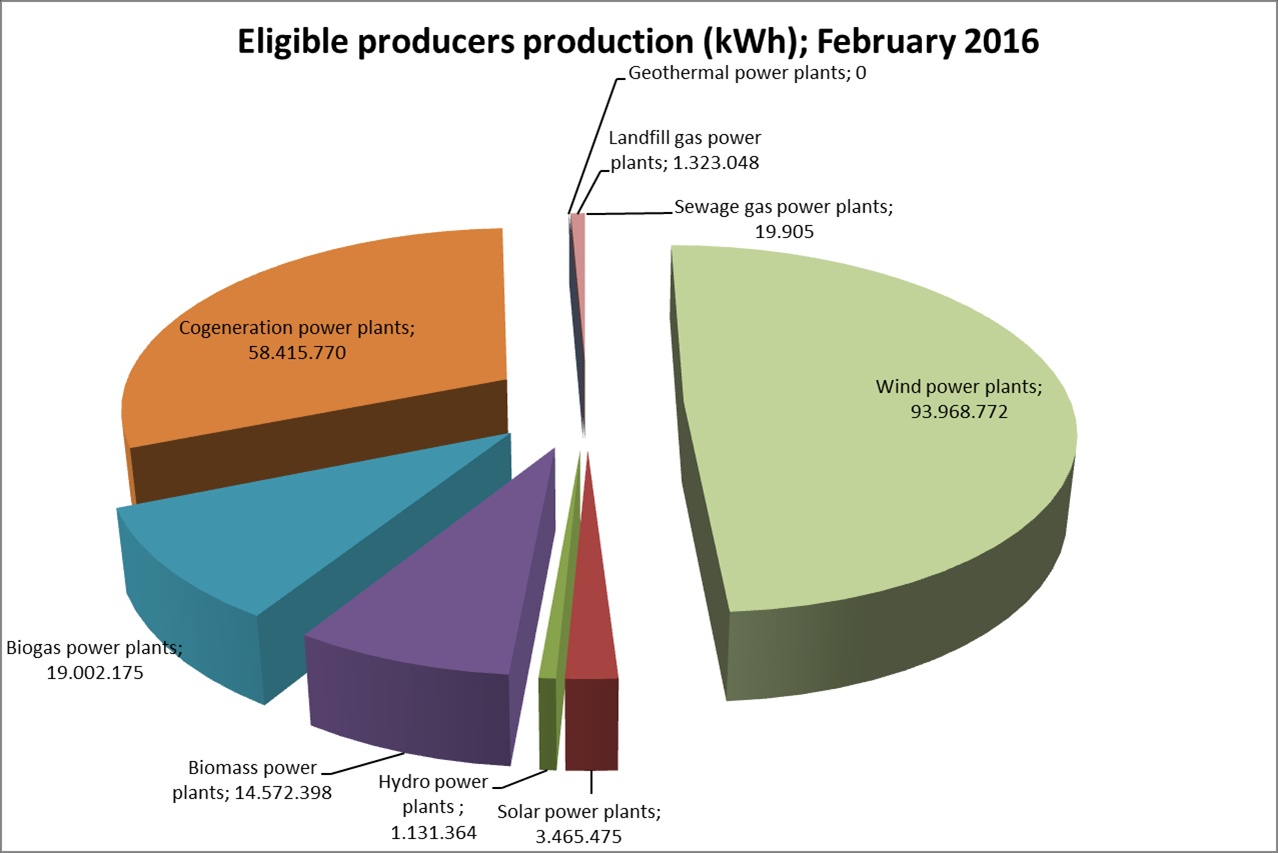 Eligible producers production (kWh); February 2016
Geothermal power plants; 0
Landfill gas power
plants; 1.323.048
Sewage gas power plants;
19.905
Cogeneration power plants;
58.415.770
Wind power plants;
93.968.772
Biogas power plants;
19.002.175
Biomass power
plants; 14.572.398
Hydro power
plants ;
1.131.364
Solar power plants;
3.465.475